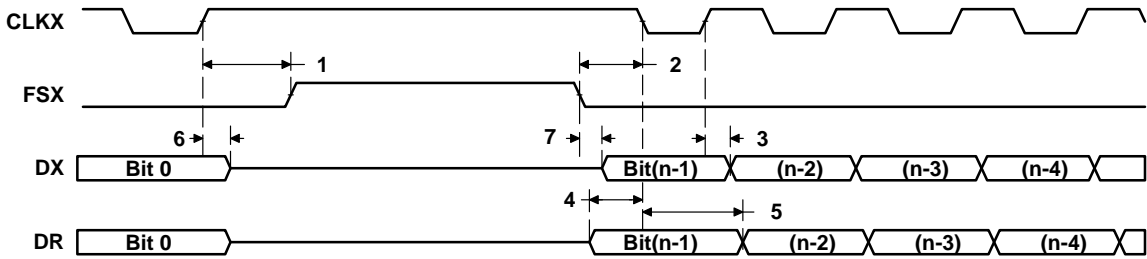 CLKX
1 2
FSX
6 7 3
DX Bit 0 Bit(n-1) (n-2) (n-3) (n-4)
4 5
DR Bit 0 Bit(n-1) (n-2) (n-3) (n-4)